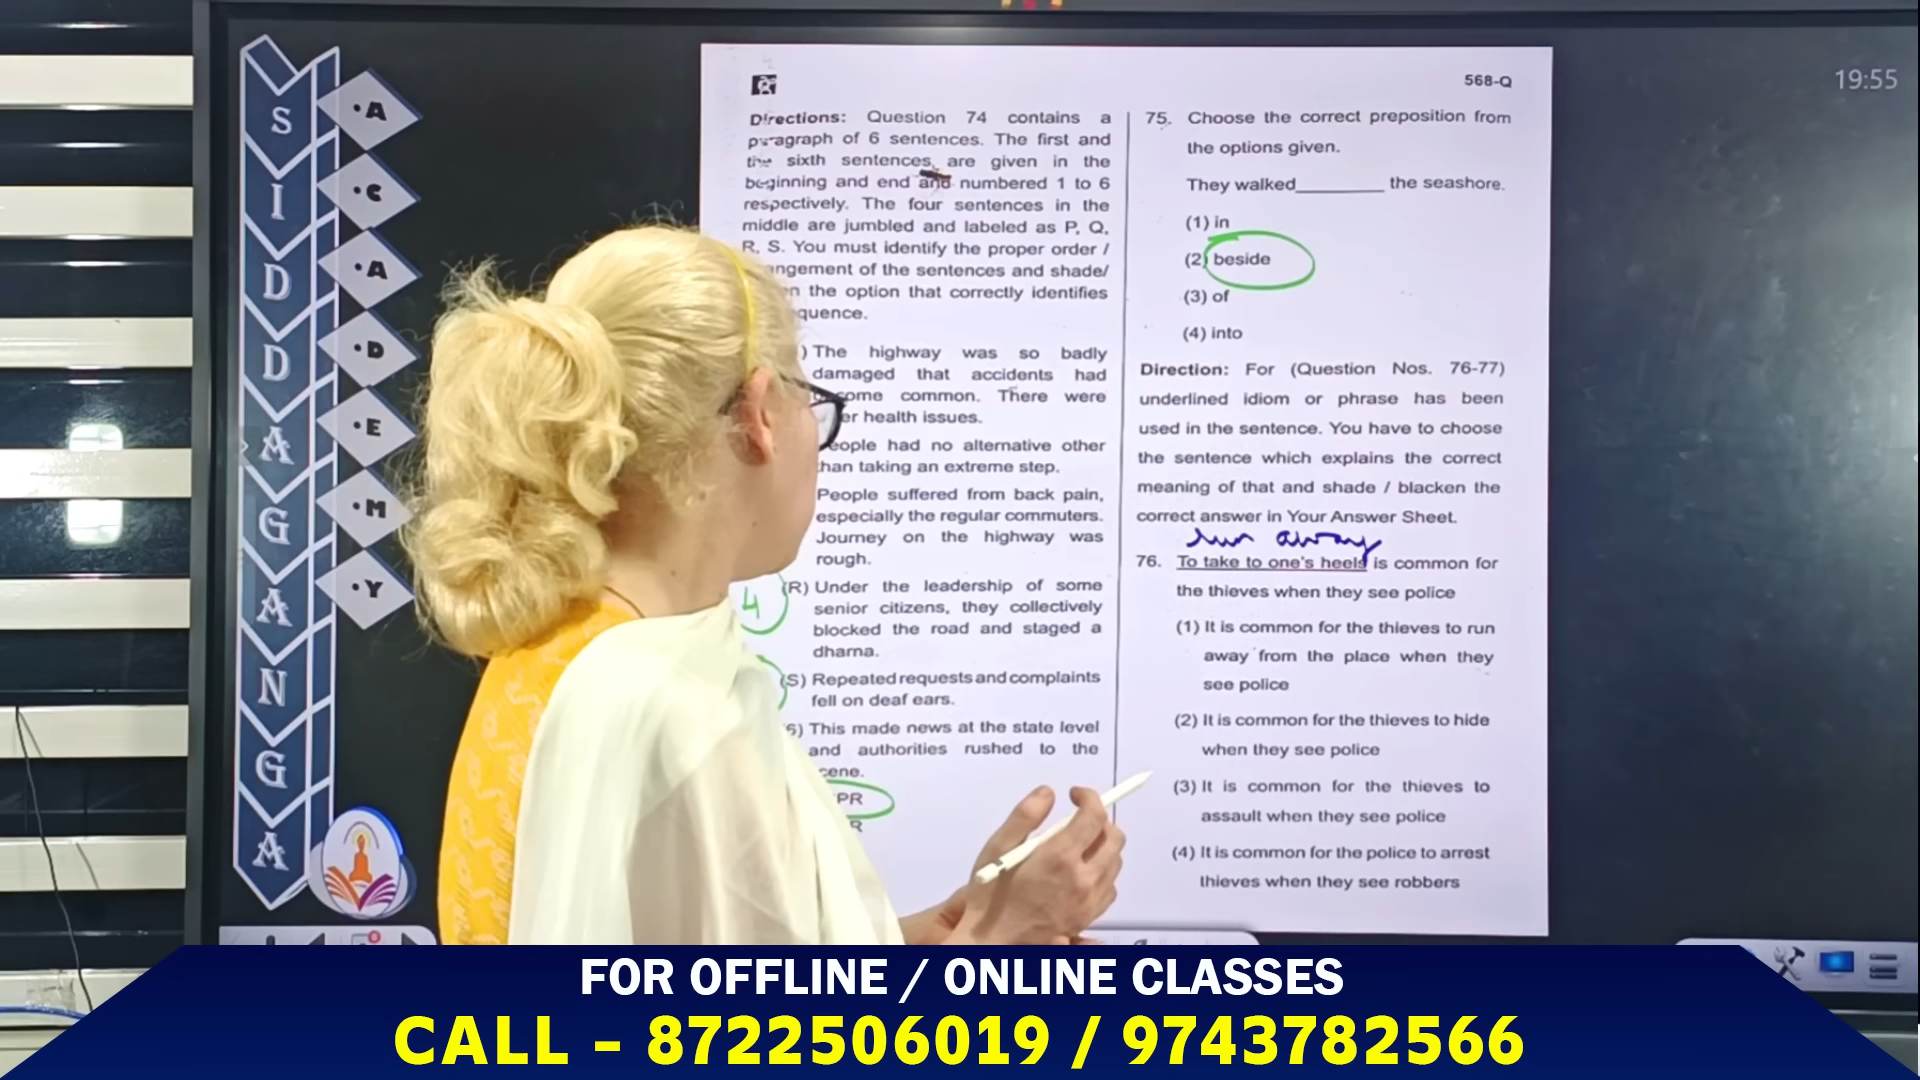 SIDDAGANGA
• A
• C
• A
• D
• E
• M
• Y
19:55
568-Q
Directions: Question 74 contains a
paragraph of 6 sentences. The first and
the sixth sentences are given in the
beginning and end and numbered 1 to 6
respectively. The four sentences in the
middle are jumbled and labeled as P, Q,
R, S. You must identify the proper order /
of the sentences and shade/
the option that correctly identifies
) The highway was so badly
damaged that accidents had
common. There were
health issues.
had no alternative other
than taking an extreme step.
People suffered from back pain,
especially the regular commuters.
Journey on the highway was
rough.
4
(R) Under the leadership of some
senior citizens, they collectively
blocked the road and staged a
dharna.
(S) Repeated requests and complaints
fell on deaf ears.
6) This made news at the state level
and authorities rushed to the
PR
R
75. Choose the correct preposition from
the options given.
They walked________ the seashore.
(1) in
(2) beside
(3) of
(4) into
Direction: For (Question Nos. 76-77)
underlined idiom or phrase has been
used in the sentence. You have to choose
the sentence which explains the correct
meaning of that and shade / blacken the
correct answer in Your Answer Sheet.
run away
76. To take to one's heels is common for
the thieves when they see police
(1) It is common for the thieves to run
away from the place when they
see police
(2) It is common for the thieves to hide
when they see police
(3) It is common for the thieves to
assault when they see police
(4) It is common for the police to arrest
thieves when they see robbers
FOR OFFLINE / ONLINE CLASSES
CALL – 8722506019 / 9743782566